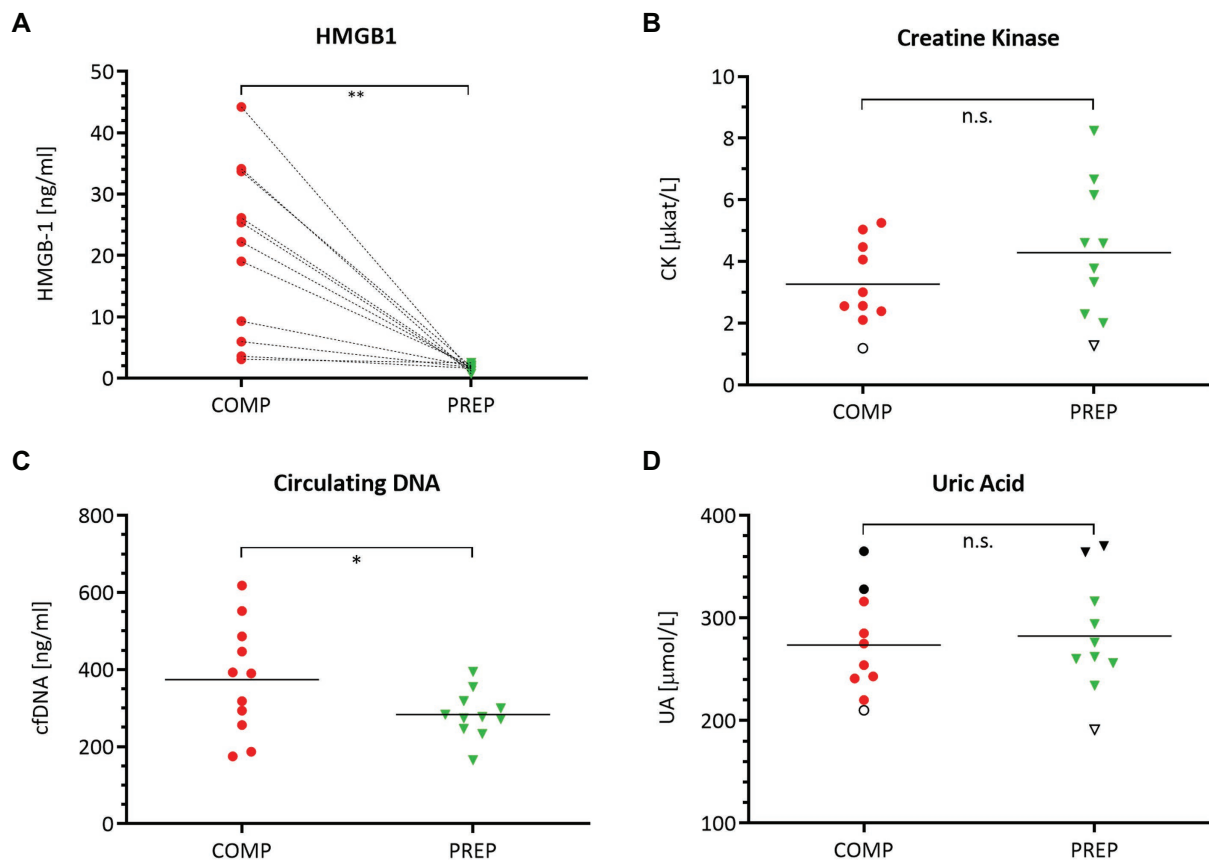 A
HMGB1
HMGB-1 [ng/ml]
50
40
30
20
10
0
**
COMP
PREP
B
Creatine Kinase
CK [µkat/L]
10
8
6
4
2
0
n.s.
COMP
PREP
C
Circulating DNA
cfDNA [ng/ml]
800
600
400
200
0
*
COMP
PREP
D
Uric Acid
UA [µmol/L]
400
300
200
100
n.s.
COMP
PREP